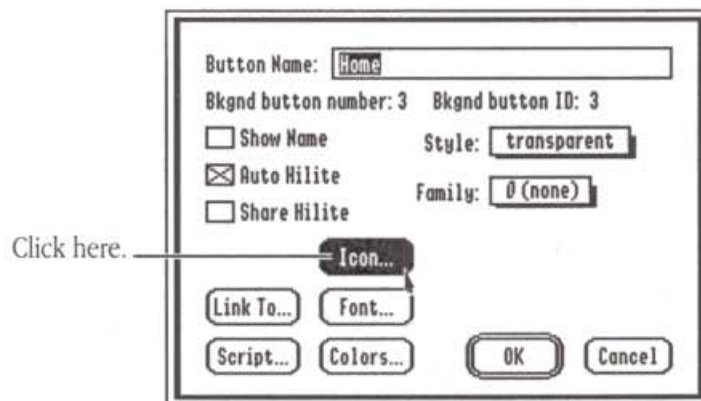 Button Name: Home
Bkgnd button number: 3 Bkgnd button ID: 3
Show Name
Style: transparent
Auto Hilite
Family: 0 (none)
Share Hilite
Click here.
Icon...
Link To... Font...
Script... Colors... OK Cancel